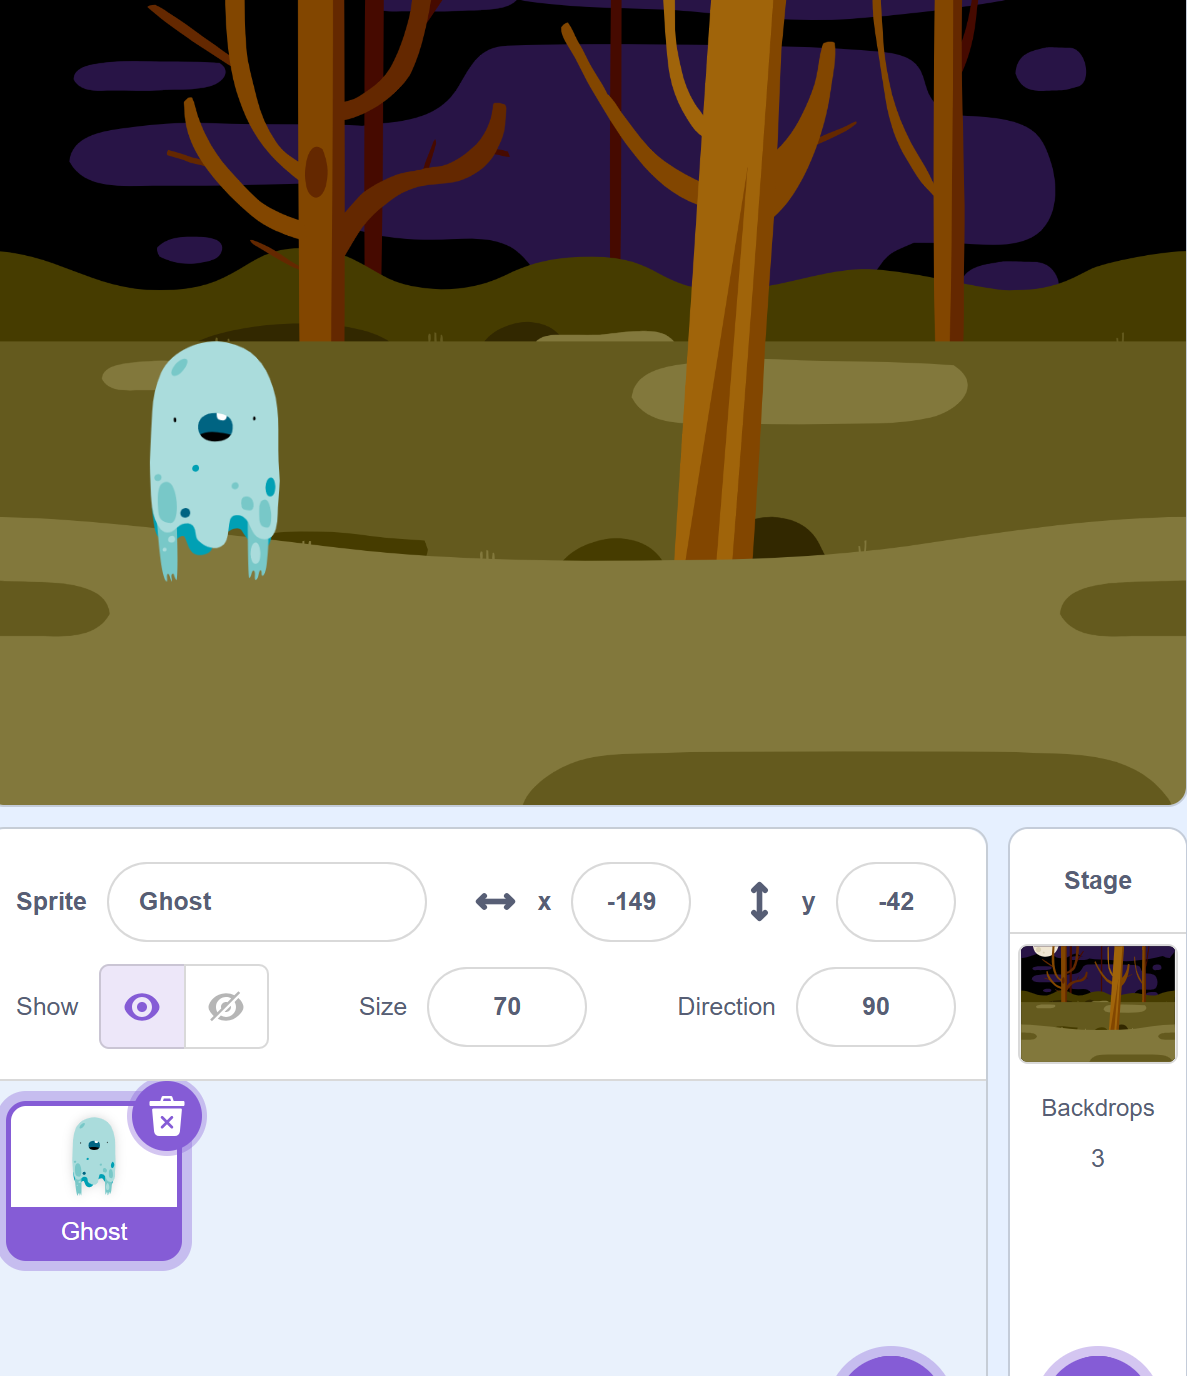 Sprite Ghost x -149 y -42
Show Size 70 Direction 90
Ghost
Stage
Backdrops
3